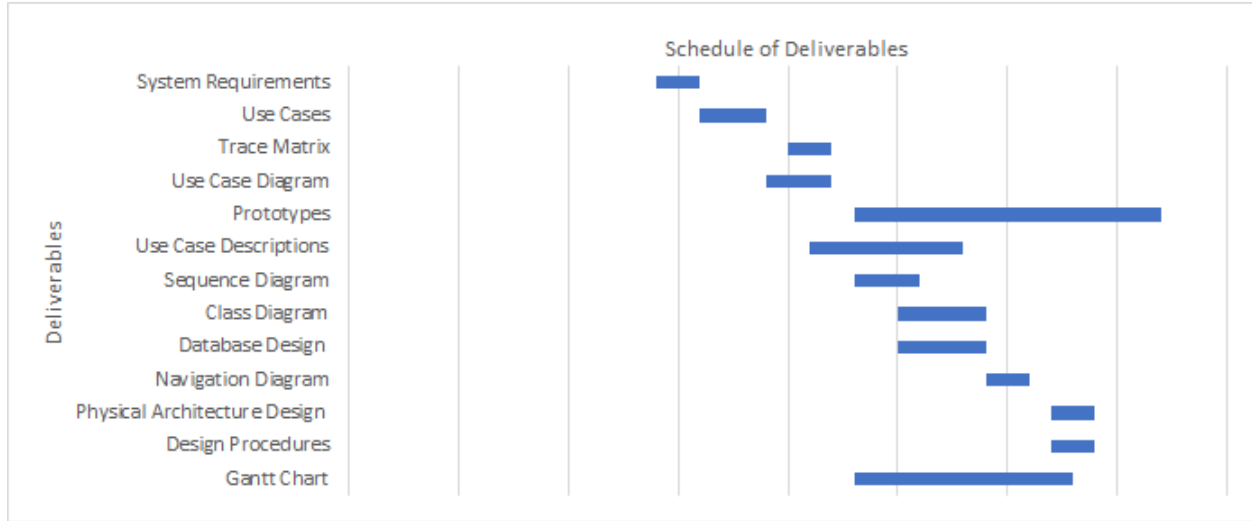 Schedule of Deliverables
System Requirements
Use Cases
Trace Matrix
Use Case Diagram
Prototypes
Use Case Descriptions
Sequence Diagram
Class Diagram
Database Design
Navigation Diagram
Physical Architecture Design
Design Procedures
Gantt Chart
Deliverables